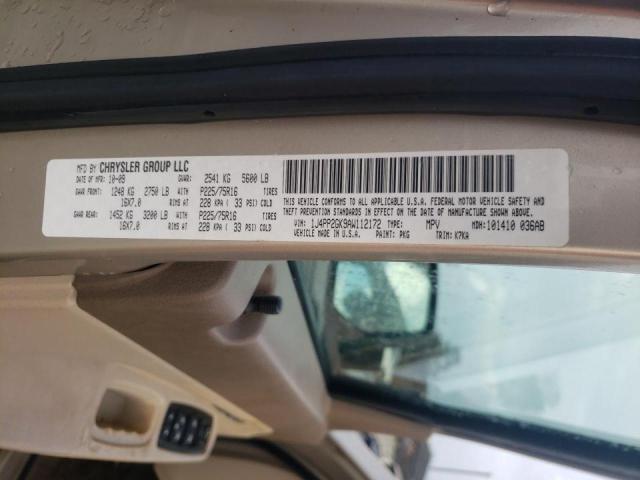 MFD BY CHRYSLER GROUP LLC
DATE OF MFR: 10-09 GVWR: 2541 KG 5600 LB
GAWR FRONT: 1248 KG 2750 LB WITH P225/75R16 TIRES
16X7.0 RIMS AT 228 KPA ( 33 PSI) COLD
GAWR REAR: 1452 KG 3200 LB WITH P225/75R16 TIRES
16X7.0 RIMS AT 228 KPA ( 33 PSI) COLD
THIS VEHICLE CONFORMS TO ALL APPLICABLE U.S.A. FEDERAL MOTOR VEHICLE SAFETY AND
THEFT PREVENTION STANDARDS IN EFFECT ON THE DATE OF MANUFACTURE SHOWN ABOVE.
VIN: 1J4PP2GK9AW112172 TYPE: MPV MDH: 101410 036AB
VEHICLE MADE IN U.S.A. PAINT: PKG TRIM: K7KA